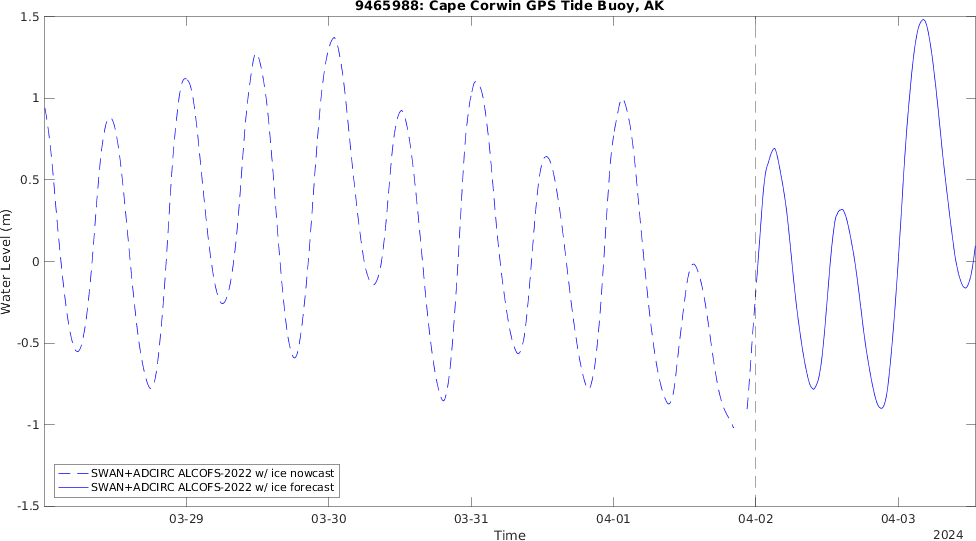 9465988: Cape Corwin GPS Tide Buoy, AK
1.5
1
0.5
0
-0.5
-1
-1.5
Water Level (m)
SWAN+ADCIRC ALCOFS-2022 w/ ice nowcast
SWAN+ADCIRC ALCOFS-2022 w/ ice forecast
03-29
03-30
03-31
04-01
04-02
04-03
Time
2024